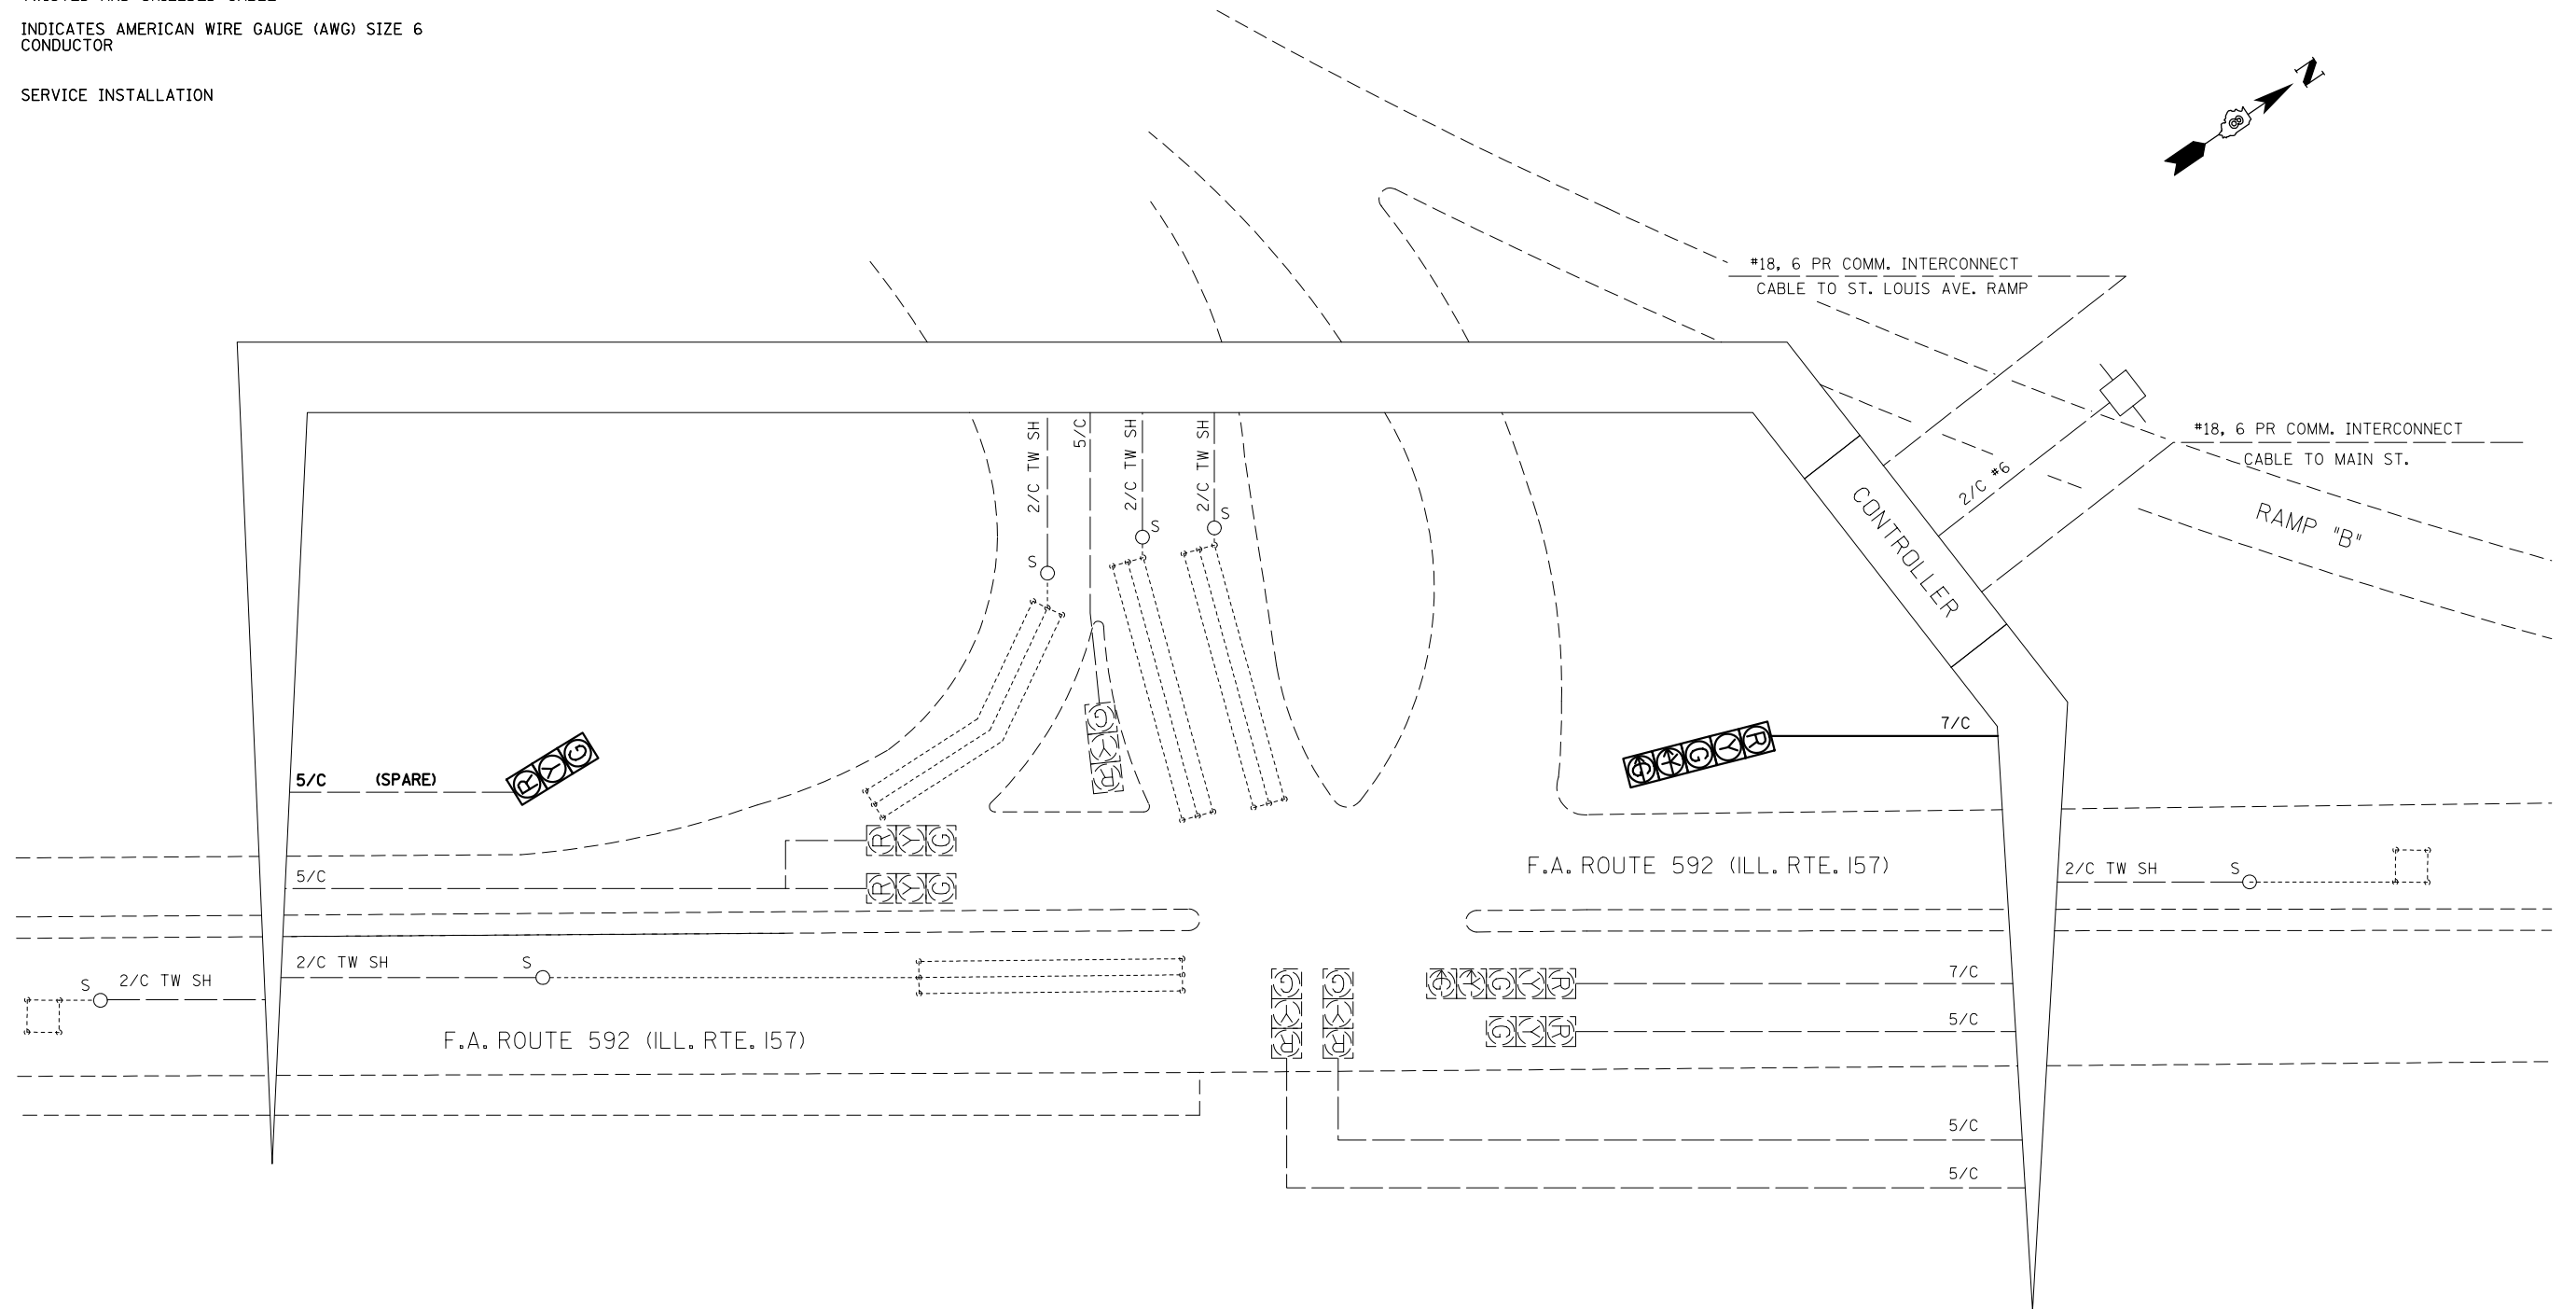 INDICATES AMERICAN WIRE GAUGE (AWG) SIZE 6
CONDUCTOR
SERVICE INSTALLATION
N
#18, 6 PR COMM. INTERCONNECT
CABLE TO ST. LOUIS AVE. RAMP
#18, 6 PR COMM. INTERCONNECT
CABLE TO MAIN ST.
2/C #6
RAMP "B"
CONTROLLER
2/C TW SH
5/C
2/C TW SH
2/C TW SH
S
S
S
G Y R
7/C
G Y G Y R
5/C (SPARE)
R Y G
R Y G
5/C
R Y G
F.A. ROUTE 592 (ILL. RTE. 157)
2/C TW SH
S
2/C TW SH
S
S
2/C TW SH
G Y R
G Y R
G Y G Y R
7/C
G Y R
5/C
F.A. ROUTE 592 (ILL. RTE. 157)
5/C
5/C